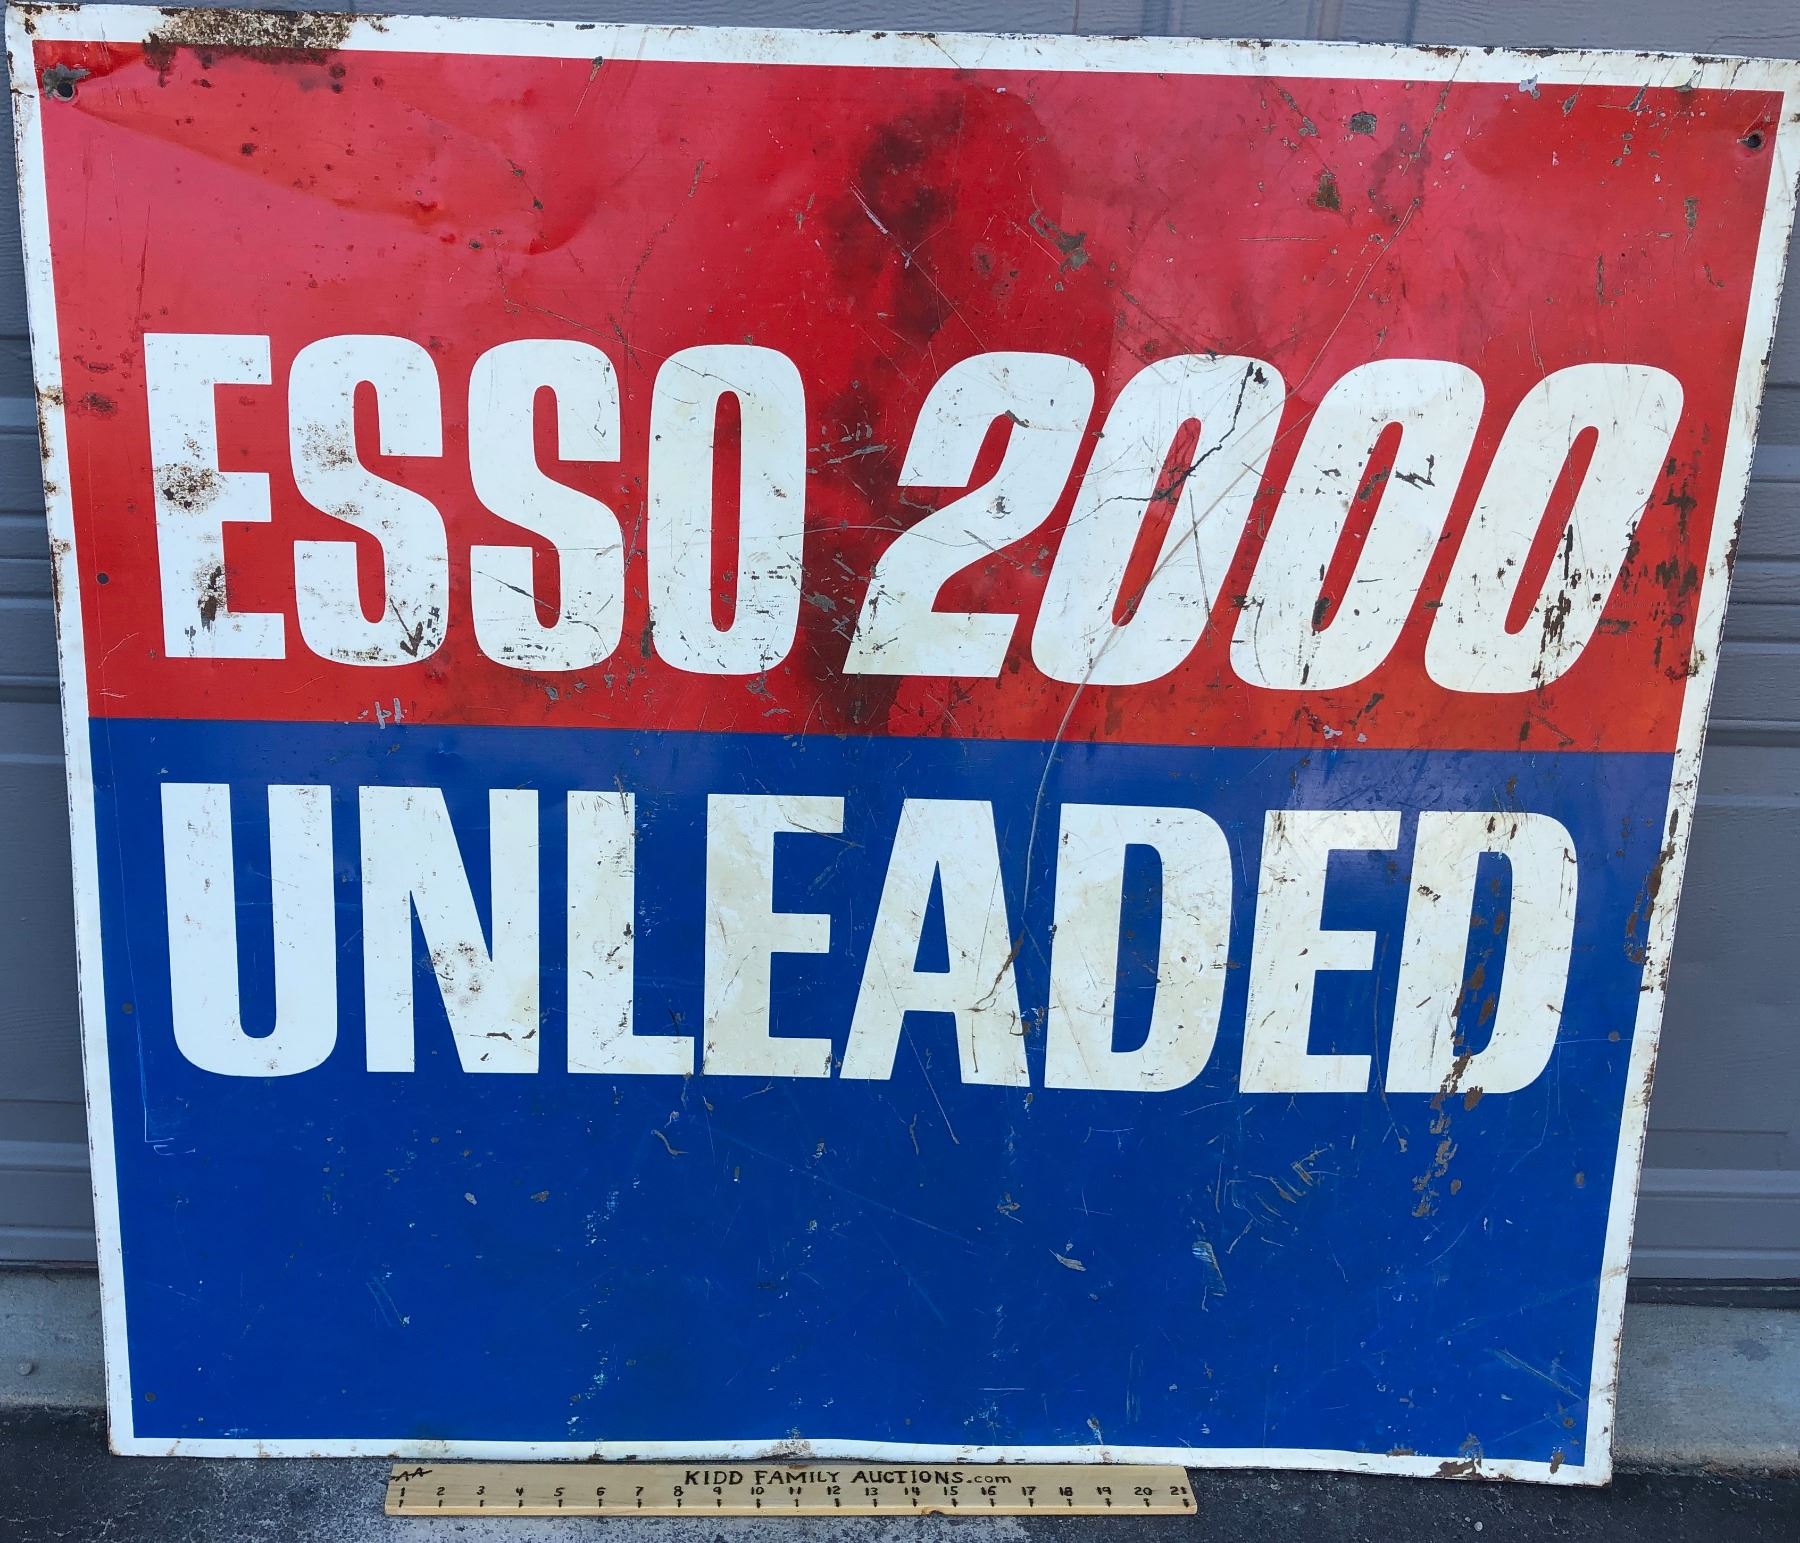 ESSO 2000
UNLEADED
KIDD FAMILY AUCTIONS.com
1 2 3 4 5 6 7 8 9 10 11 12 13 14 15 16 17 18 19 20 21